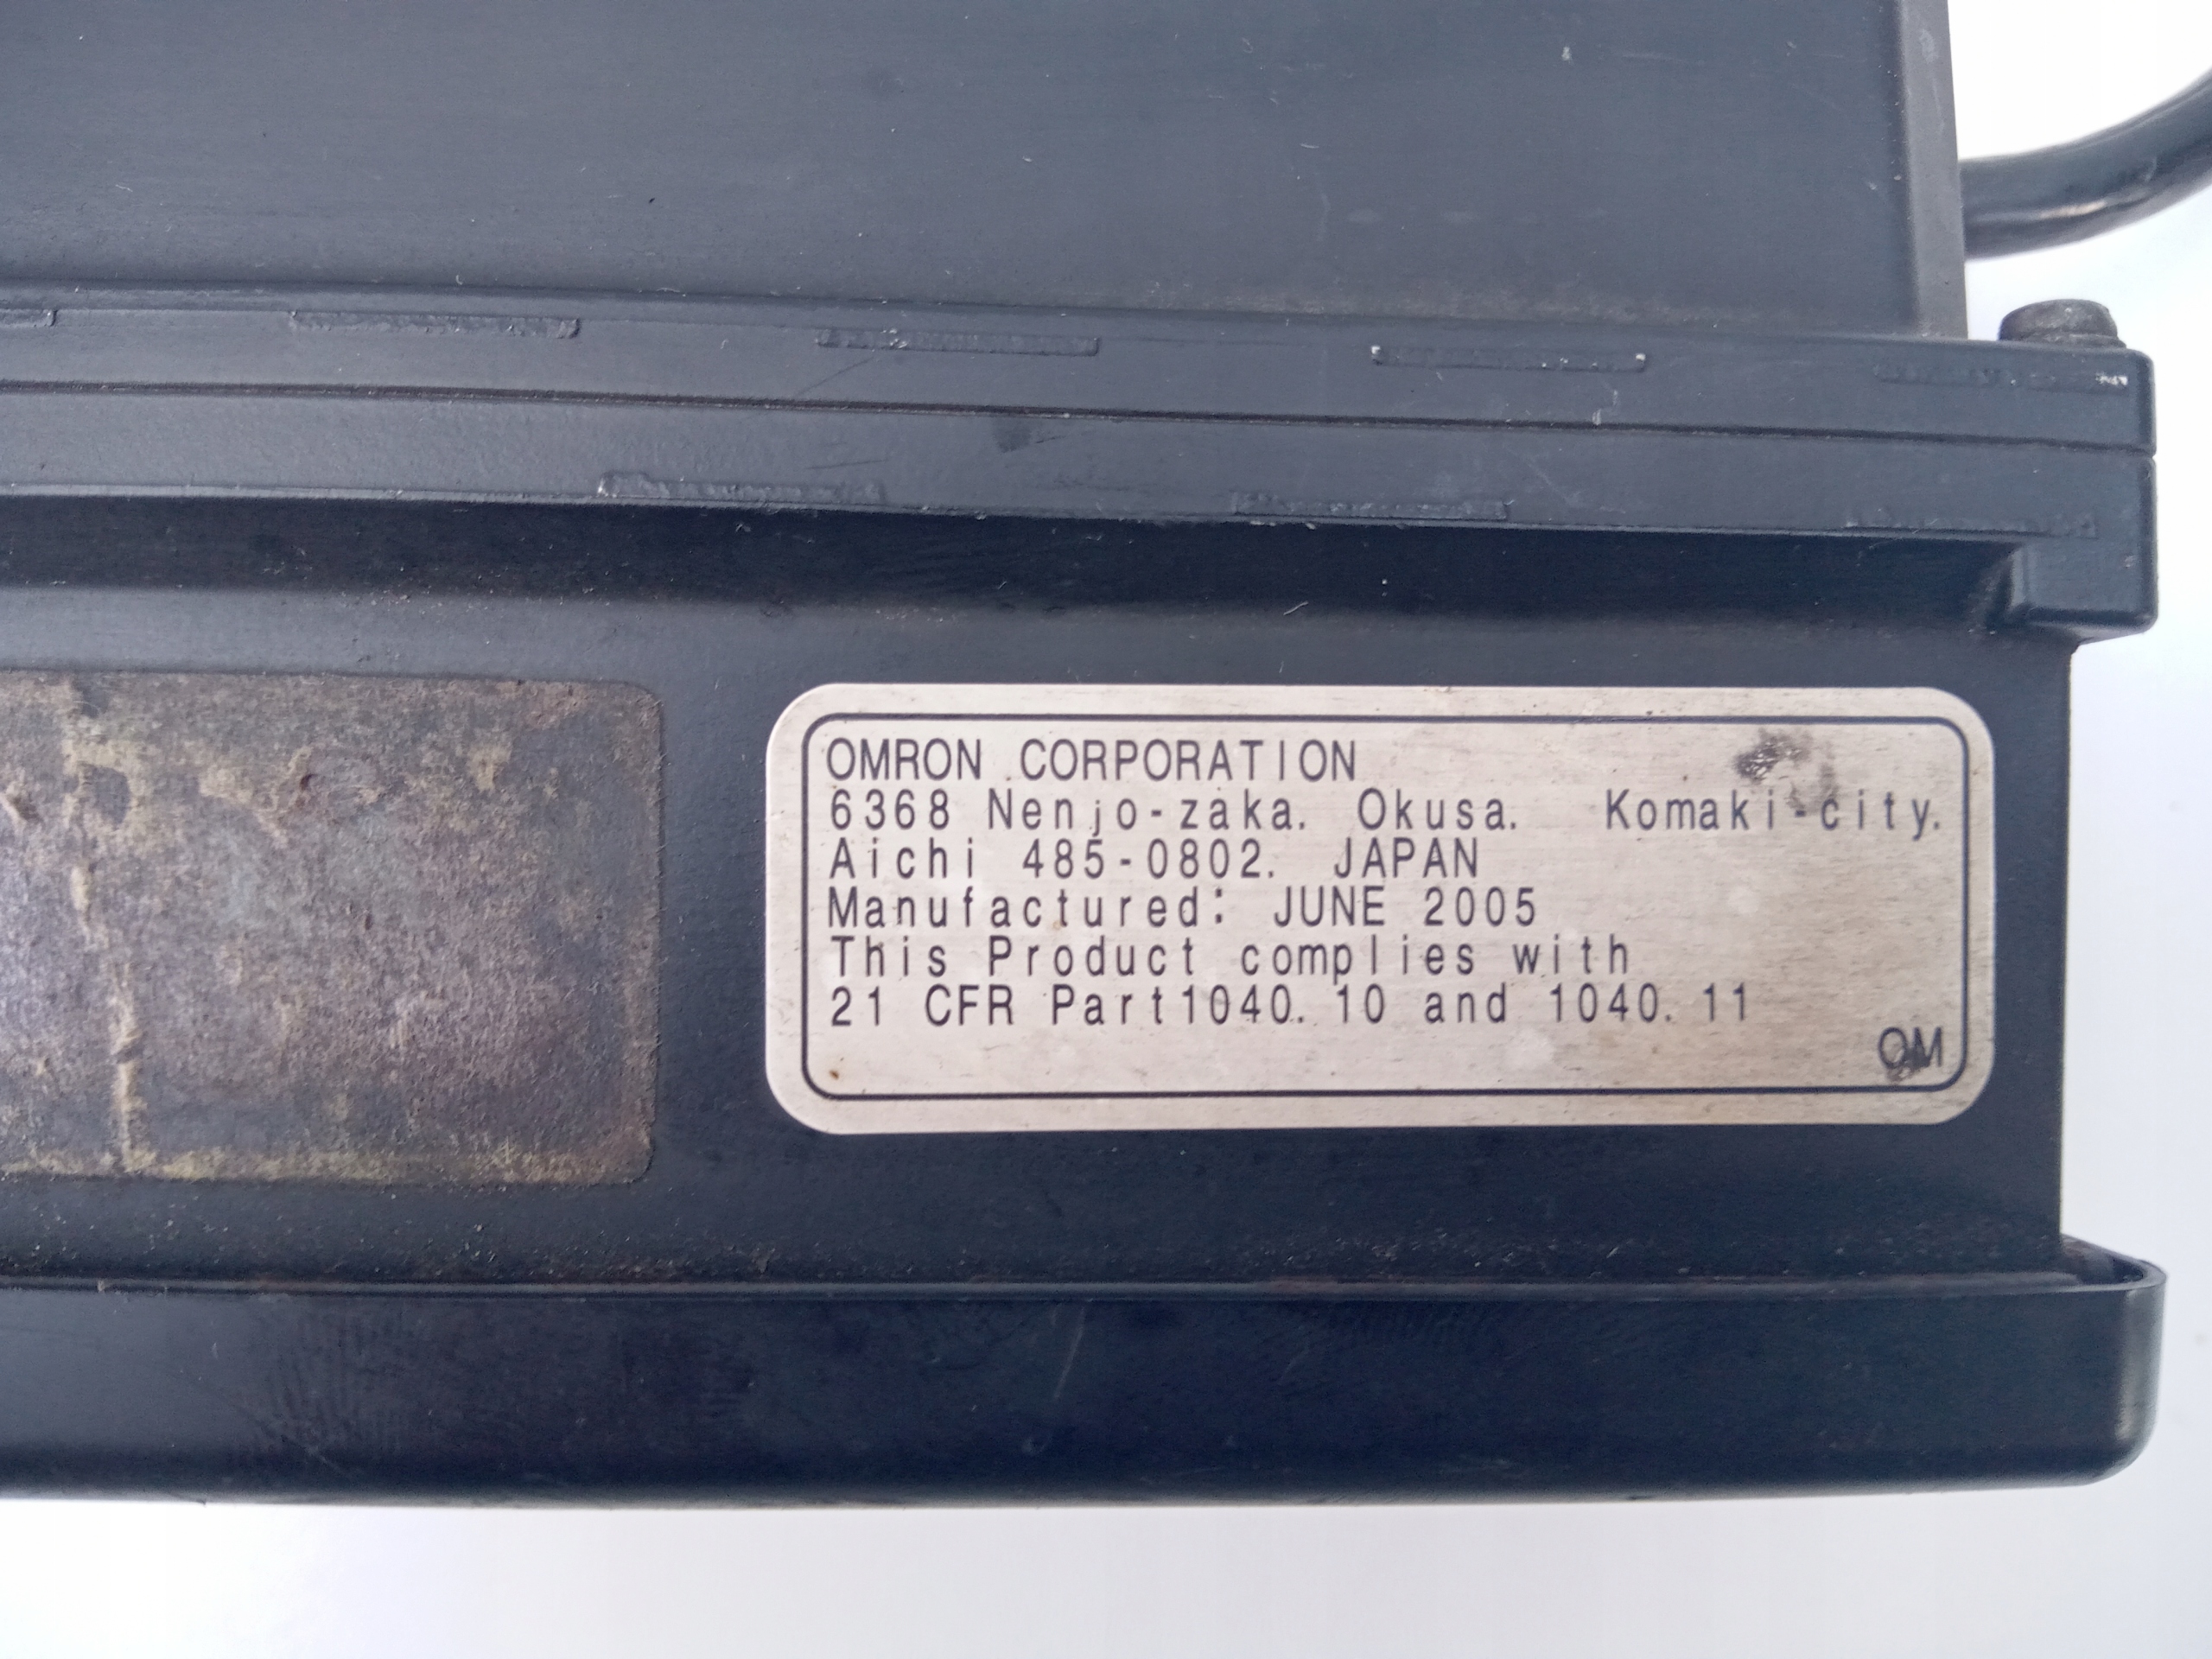 OMRON CORPORATION
6368 Nenjo-zaka. Okusa. Komaki-city.
Aichi 485-0802. JAPAN
Manufactured: JUNE 2005
This Product complies with
21 CFR Part1040.10 and 1040.11
OM